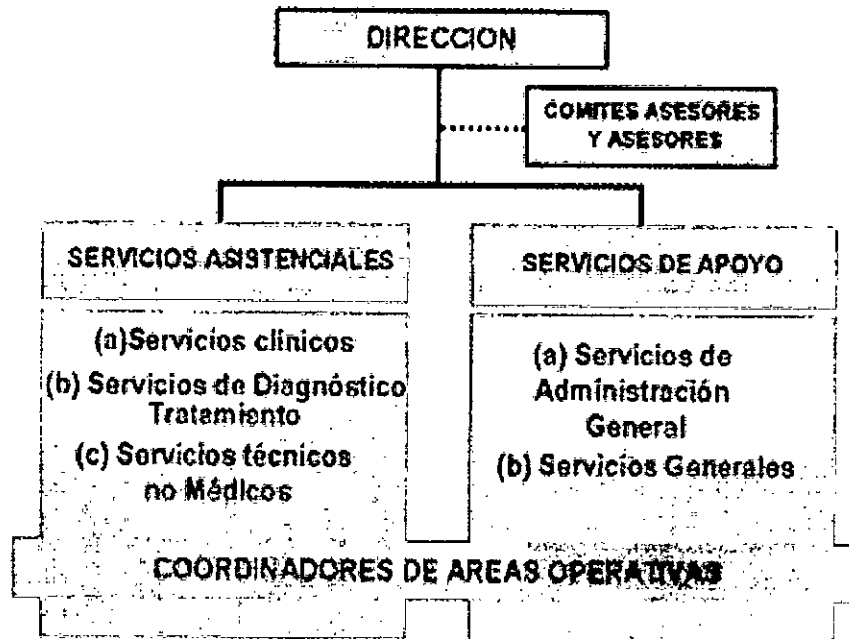 DIRECCION
COMITES ASESORES
Y ASESORES
SERVICIOS ASISTENCIALES
(a)Servicios clínicos
(b) Servicios de Diagnóstico
Tratamiento
(c) Servicios técnicos
no Médicos
SERVICIOS DE APOYO
(a) Servicios de
Administración
General
(b) Servicios Generales
COORDINADORES DE AREAS OPERATIVAS